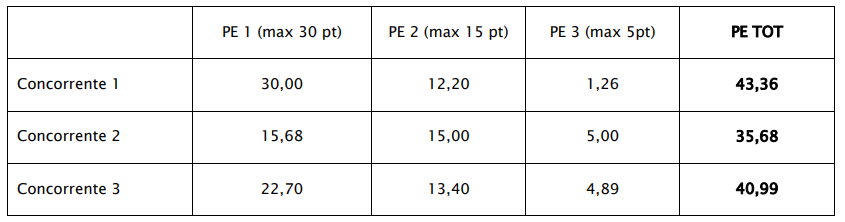 PE 1 (max 30 pt) PE 2 (max 15 pt) PE 3 (max 5pt) PE TOT
Concorrente 1 30,00 12,20 1,26 43,36
Concorrente 2 15,68 15,00 5,00 35,68
Concorrente 3 22,70 13,40 4,89 40,99